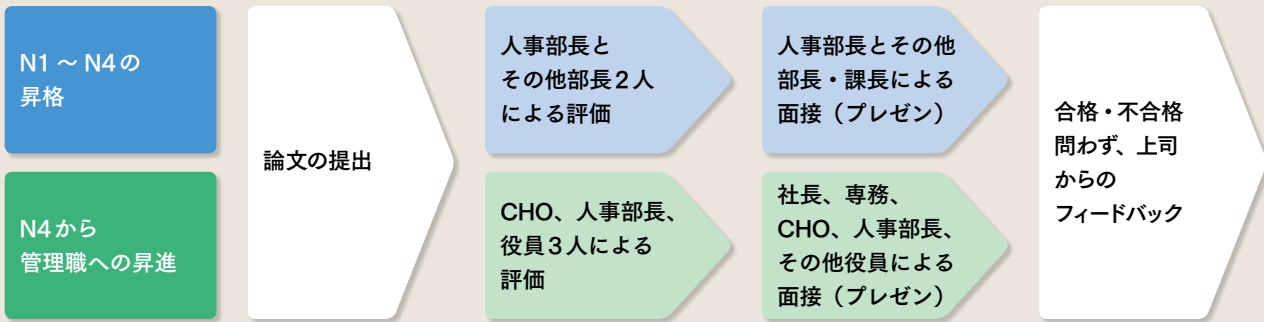 N1～N4の
昇格
論文の提出
人事部長と
その他部長2人
による評価
人事部長とその他
部長・課長による
面接（プレゼン）
合格・不合格
問わず、上司
からの
フィードバック
N4から
管理職への昇進
CHO、人事部長、
役員3人による
評価
社長、専務、
CHO、人事部長、
その他役員による
面接（プレゼン）